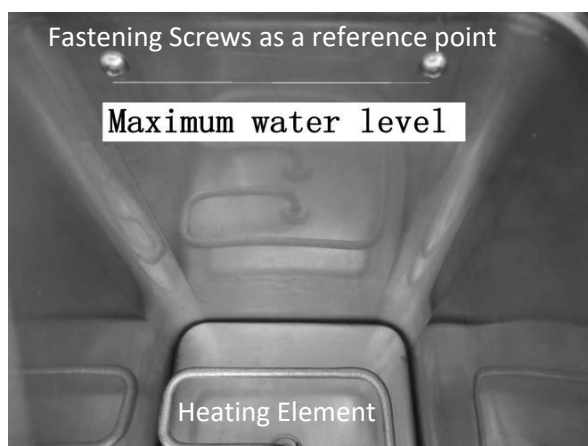 Fastening Screws as a reference point
Maximum water level
Heating Element